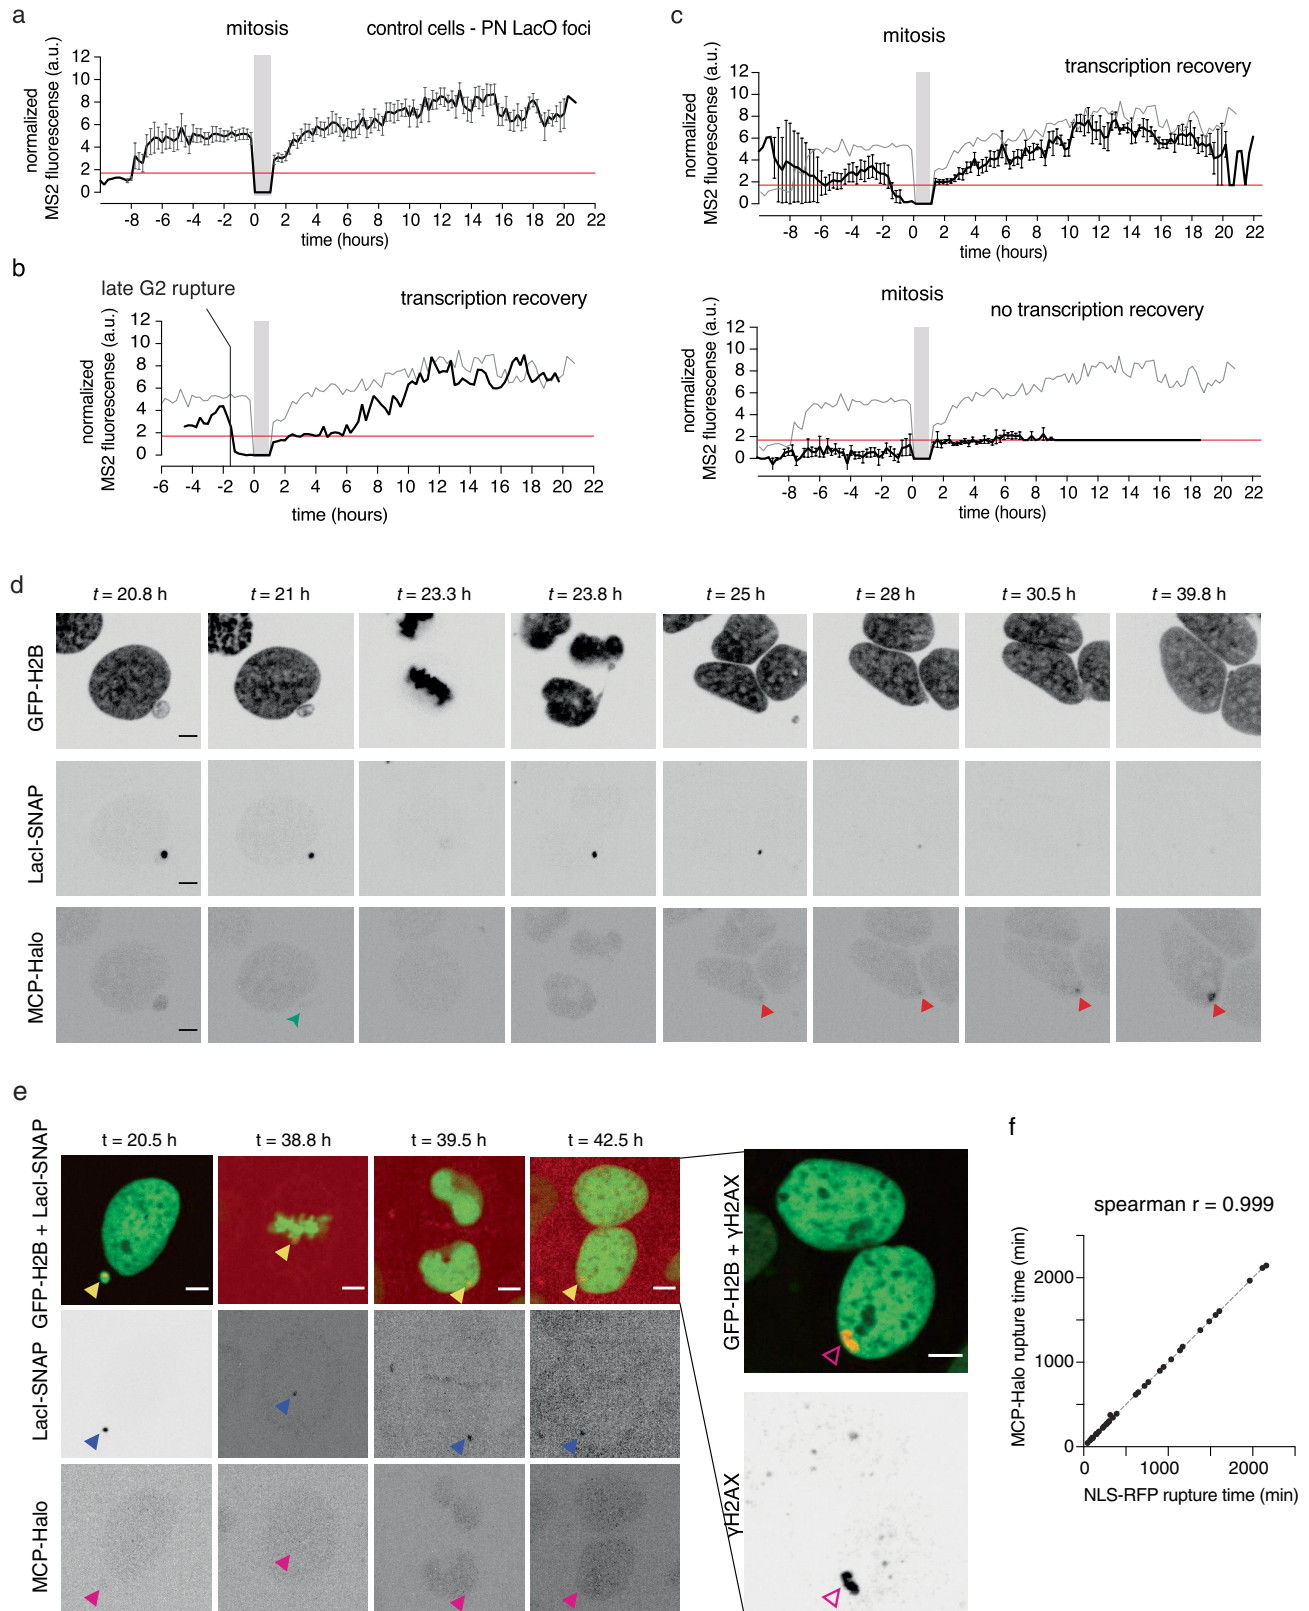 a
mitosis
control cells - PN LacO foci
normalized
MS2 fluorescense (a.u.)
12
10
8
6
4
2
0
-8 -6 -4 -2 0 2 4 6 8 10 12 14 16 18 20 22
time (hours)
b
late G2 rupture
transcription recovery
normalized
MS2 fluorescense (a.u.)
12
10
8
6
4
2
0
-6 -4 -2 0 2 4 6 8 10 12 14 16 18 20 22
time (hours)
c
mitosis
transcription recovery
normalized
MS2 fluorescense (a.u.)
12
10
8
6
4
2
0
-8 -6 -4 -2 0 2 4 6 8 10 12 14 16 18 20 22
time (hours)
mitosis
no transcription recovery
normalized
MS2 fluorescense (a.u.)
12
10
8
6
4
2
0
-8 -6 -4 -2 0 2 4 6 8 10 12 14 16 18 20 22
time (hours)
d
t = 20.8 h t = 21 h t = 23.3 h t = 23.8 h t = 25 h t = 28 h t = 30.5 h t = 39.8 h
GFP-H2B
LacI-SNAP
MCP-Halo
e
t = 20.5 h t = 38.8 h t = 39.5 h t = 42.5 h
GFP-H2B + LacI-SNAP
LacI-SNAP
MCP-Halo
GFP-H2B + γH2AX
γH2AX
f
spearman r = 0.999
MCP-Halo rupture time (min)
2000
1000
0
0 1000 2000
NLS-RFP rupture time (min)